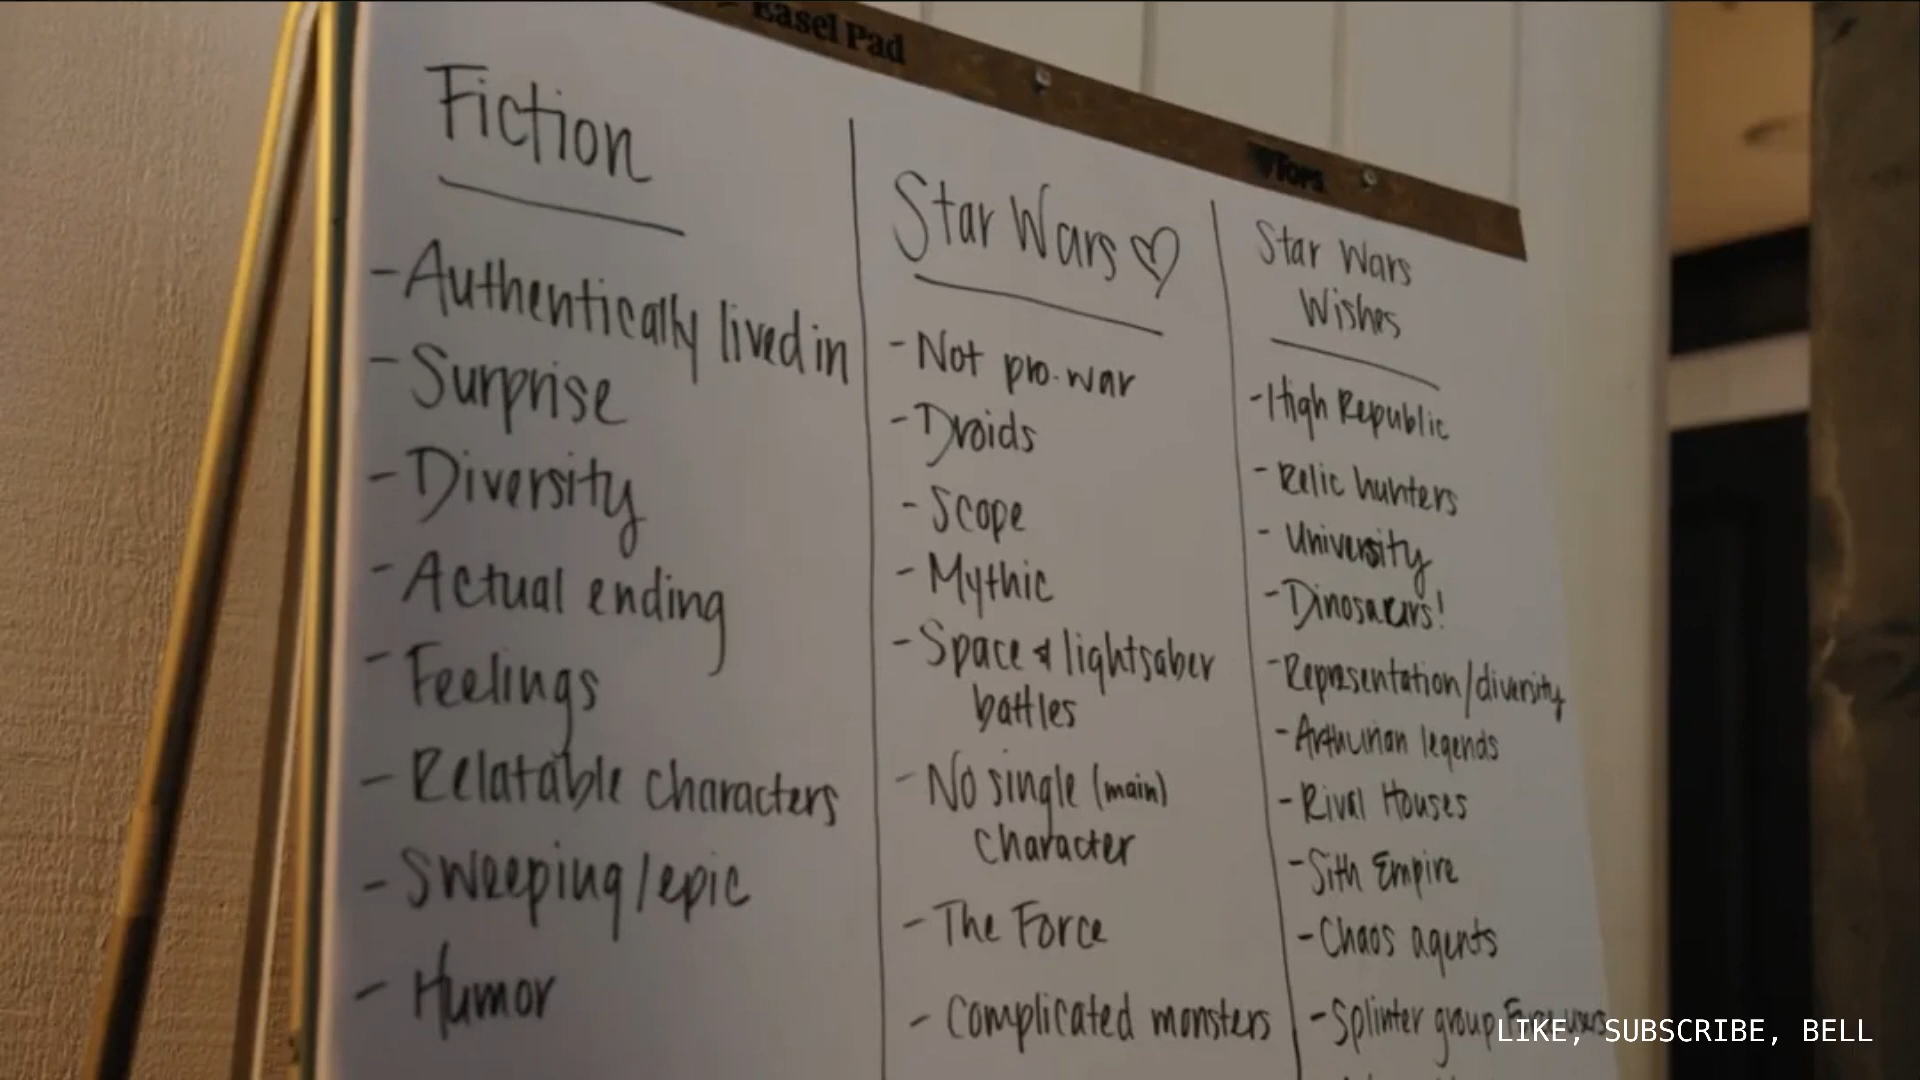 Easel Pad
Tops
Fiction
- Authentically lived in
- Surprise
- Diversity
- Actual ending
- Feelings
- Relatable characters
- Sweeping/epic
- Humor
Star Wars ♡
- Not pro-war
- Droids
- Scope
- Mythic
- Space & lightsaber
battles
- No single (main)
character
- The Force
- Complicated monsters
Star Wars
Wishes
- High Republic
- Relic hunters
- University
- Dinosaurs!
- Representation/diversity
- Arthurian legends
- Rival Houses
- Sith Empire
- Chaos agents
- Splinter group
LIKE, SUBSCRIBE, BELL